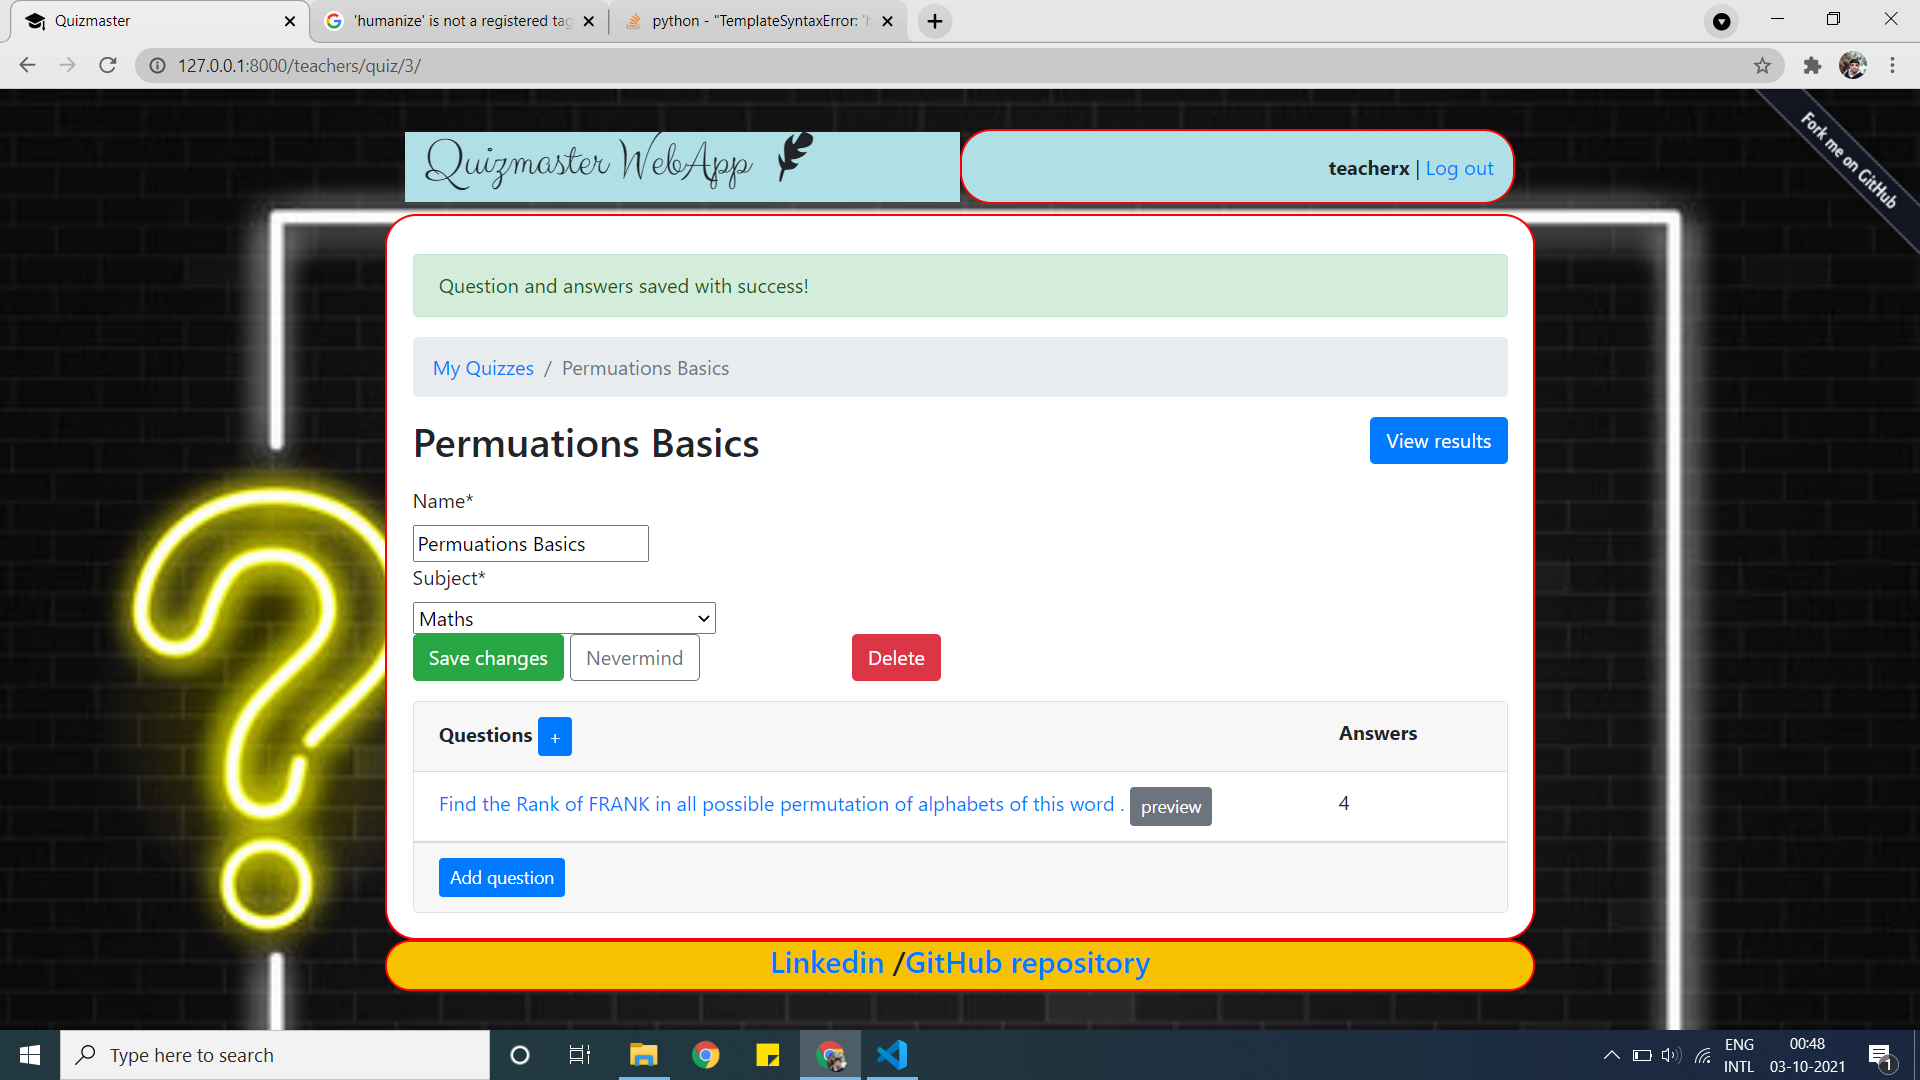 Quizmaster
'humanize' is not a registered tag
python - "TemplateSyntaxError: 'h
127.0.0.1:8000/teachers/quiz/3/
Fork me on GitHub
Quizmaster WebApp
teacherx | Log out
Question and answers saved with success!
My Quizzes / Permuations Basics
Permuations Basics
View results
Name*
Permuations Basics
Subject*
Maths
Save changes Nevermind Delete
Questions + Answers
Find the Rank of FRANK in all possible permutation of alphabets of this word . preview 4
Add question
Linkedin /GitHub repository
Type here to search
ENG
INTL
00:48
03-10-2021
1